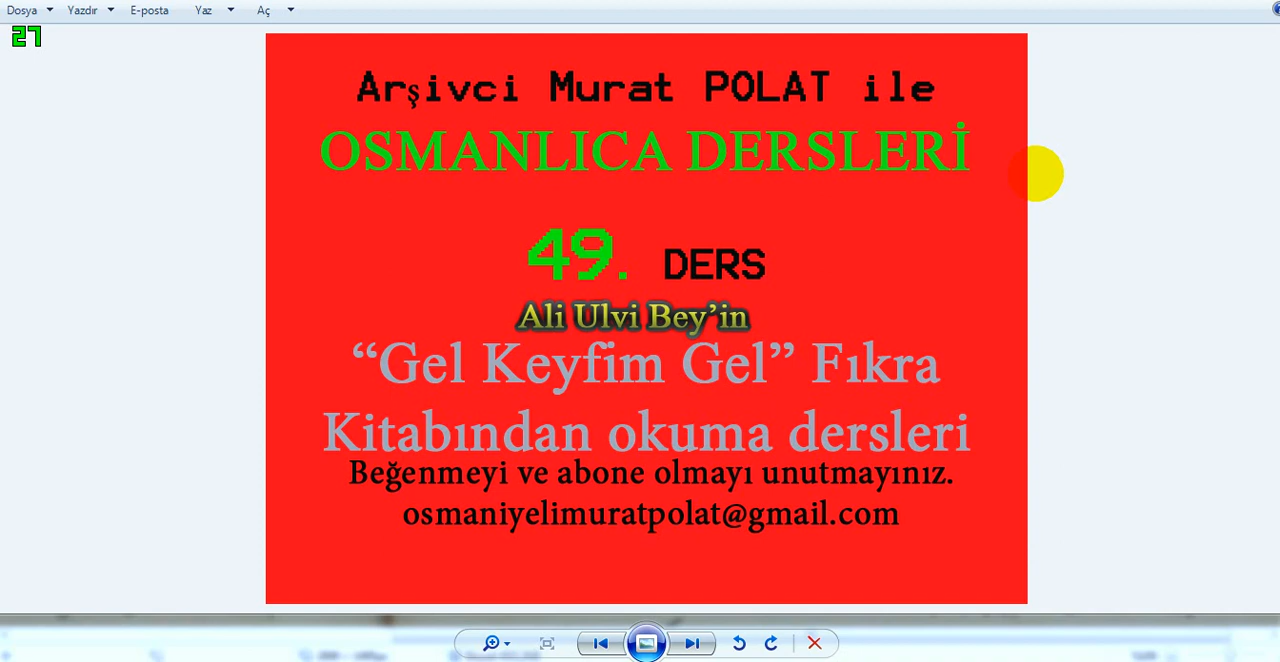 Dosya Yazdır E-posta Yaz Aç
27
Arşivci Murat POLAT ile
OSMANLICA DERSLERİ
49. DERS
Ali Ulvi Bey’in
“Gel Keyfim Gel” Fıkra
Kitabından okuma dersleri
Beğenmeyi ve abone olmayı unutmayınız.
osmaniyelimuratpolat@gmail.com